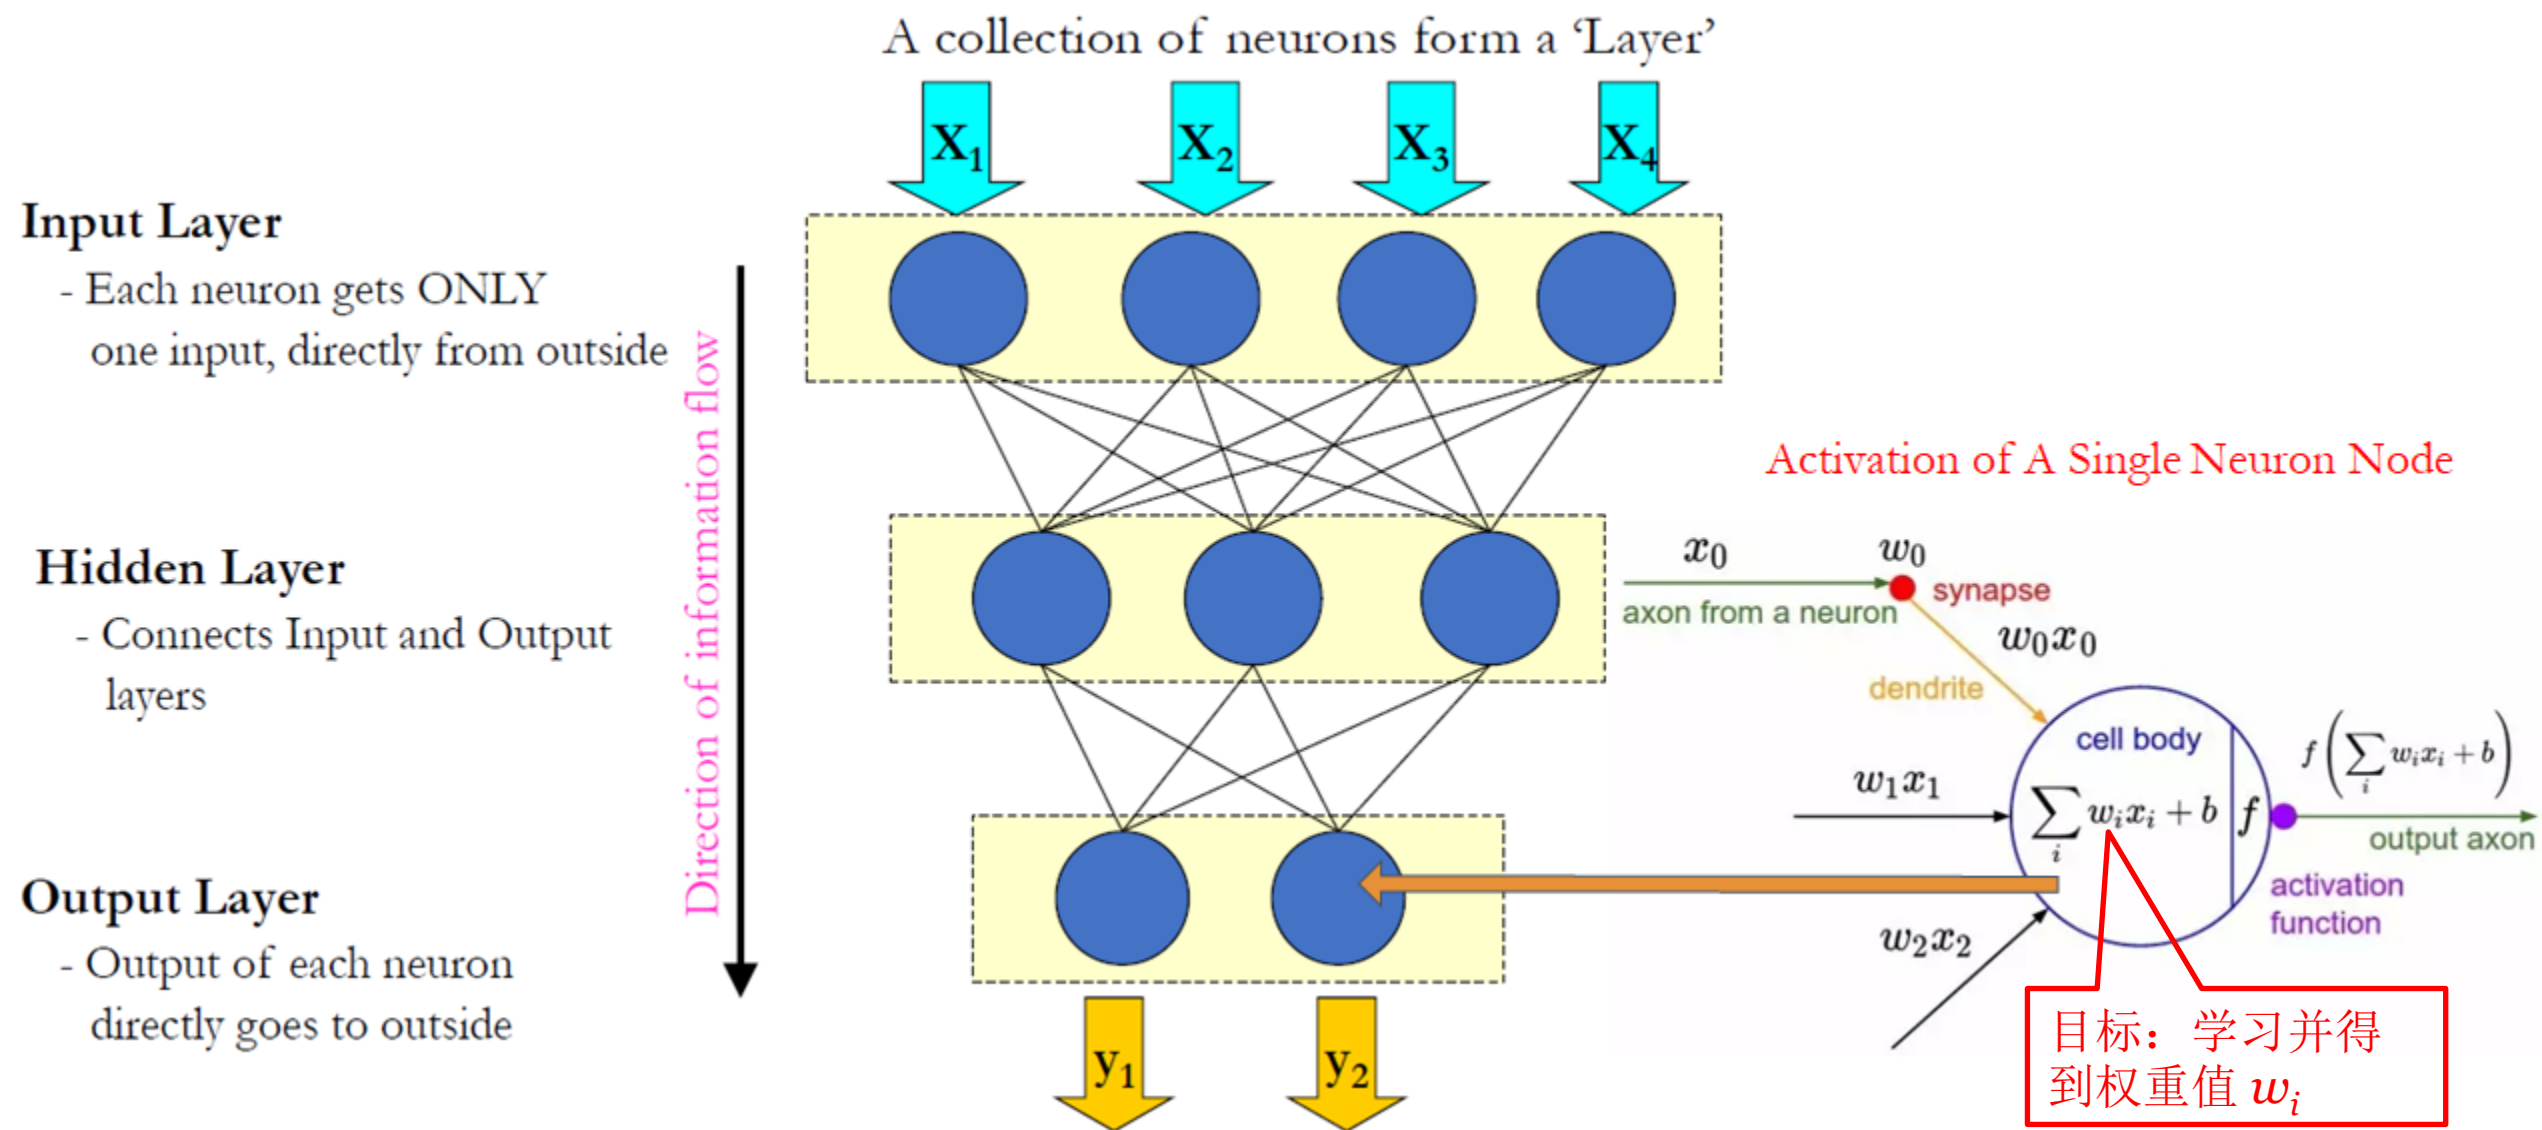 A collection of neurons form a ‘Layer’
X₁
X₂
X₃
X₄
Input Layer
- Each neuron gets ONLY
one input, directly from outside
Direction of information flow
Hidden Layer
- Connects Input and Output
layers
Output Layer
- Output of each neuron
directly goes to outside
y₁
y₂
Activation of A Single Neuron Node
x₀
w₀
axon from a neuron
synapse
w₀x₀
dendrite
cell body
w₁x₁
∑ᵢ wᵢxᵢ + b
f
f(∑ᵢ wᵢxᵢ + b)
output axon
activation
function
w₂x₂
目标：学习并得
到权重值 wᵢ